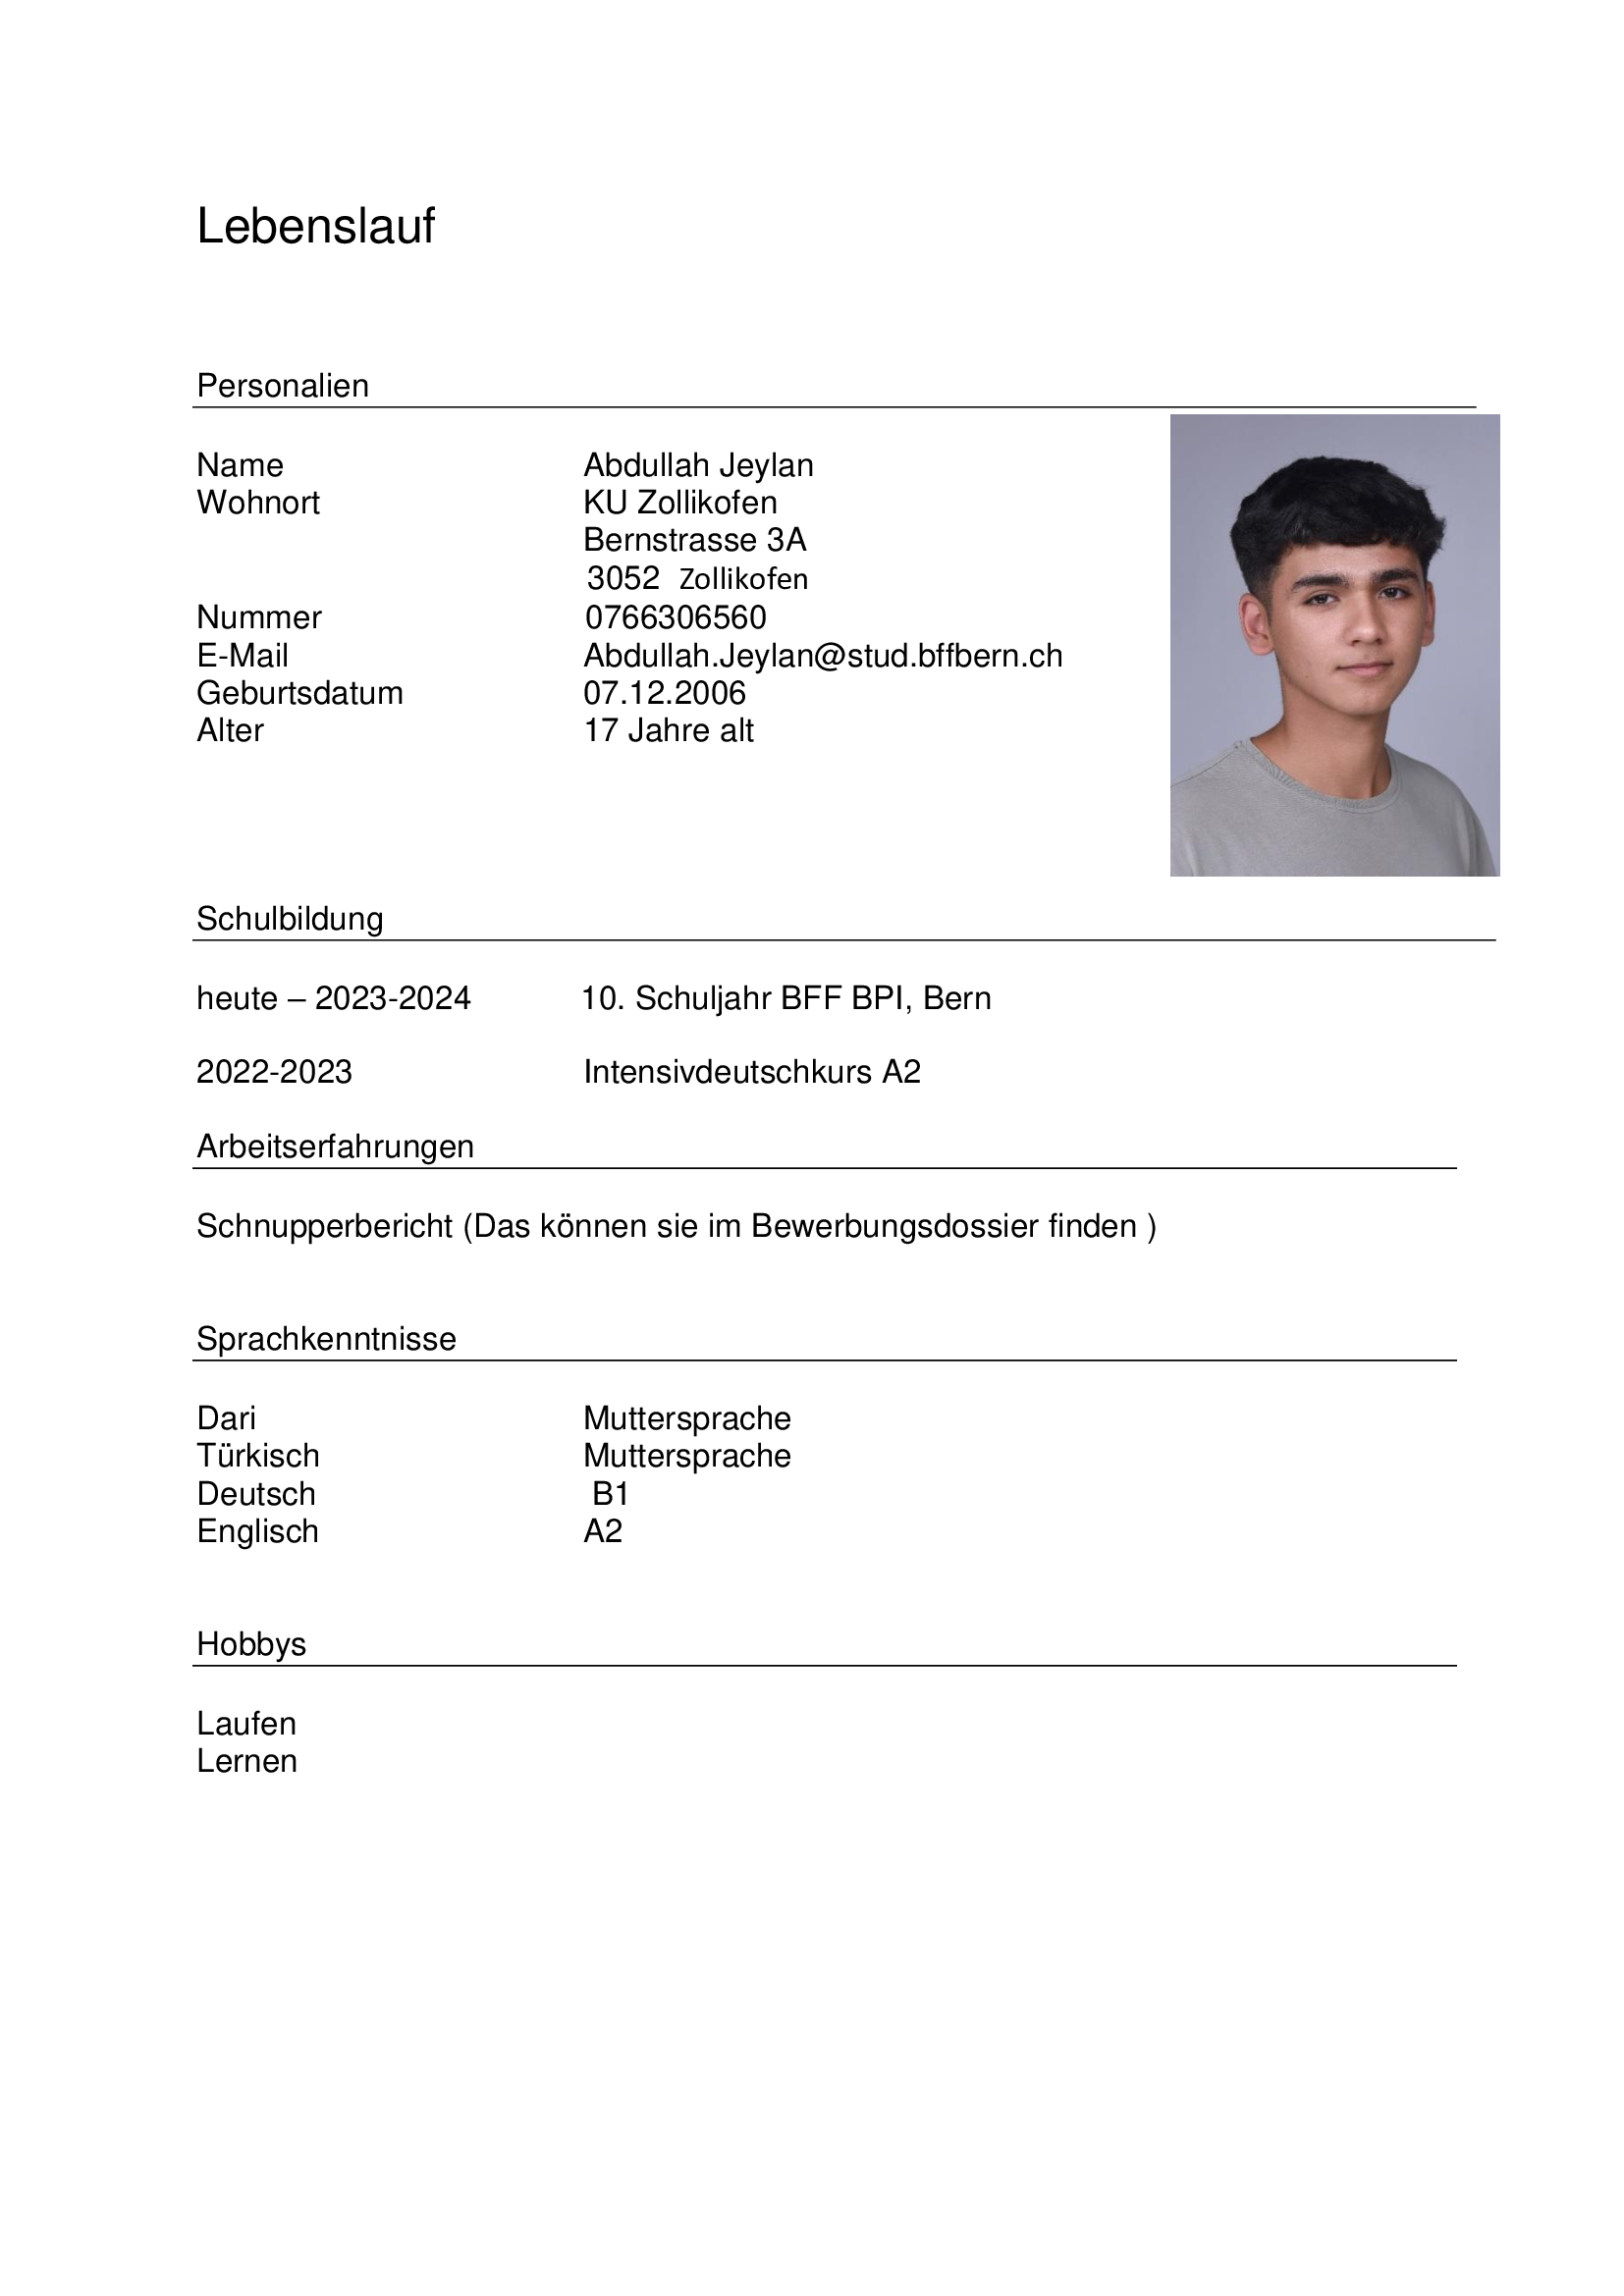 Lebenslauf
Personalien
Name Abdullah Jeylan
Wohnort KU Zollikofen
Bernstrasse 3A
3052 Zollikofen
Nummer 0766306560
E-Mail Abdullah.Jeylan@stud.bffbern.ch
Geburtsdatum 07.12.2006
Alter 17 Jahre alt
Schulbildung
heute – 2023-2024 10. Schuljahr BFF BPI, Bern
2022-2023 Intensivdeutschkurs A2
Arbeitserfahrungen
Schnupperbericht (Das können sie im Bewerbungsdossier finden )
Sprachkenntnisse
Dari Muttersprache
Türkisch Muttersprache
Deutsch B1
Englisch A2
Hobbys
Laufen
Lernen